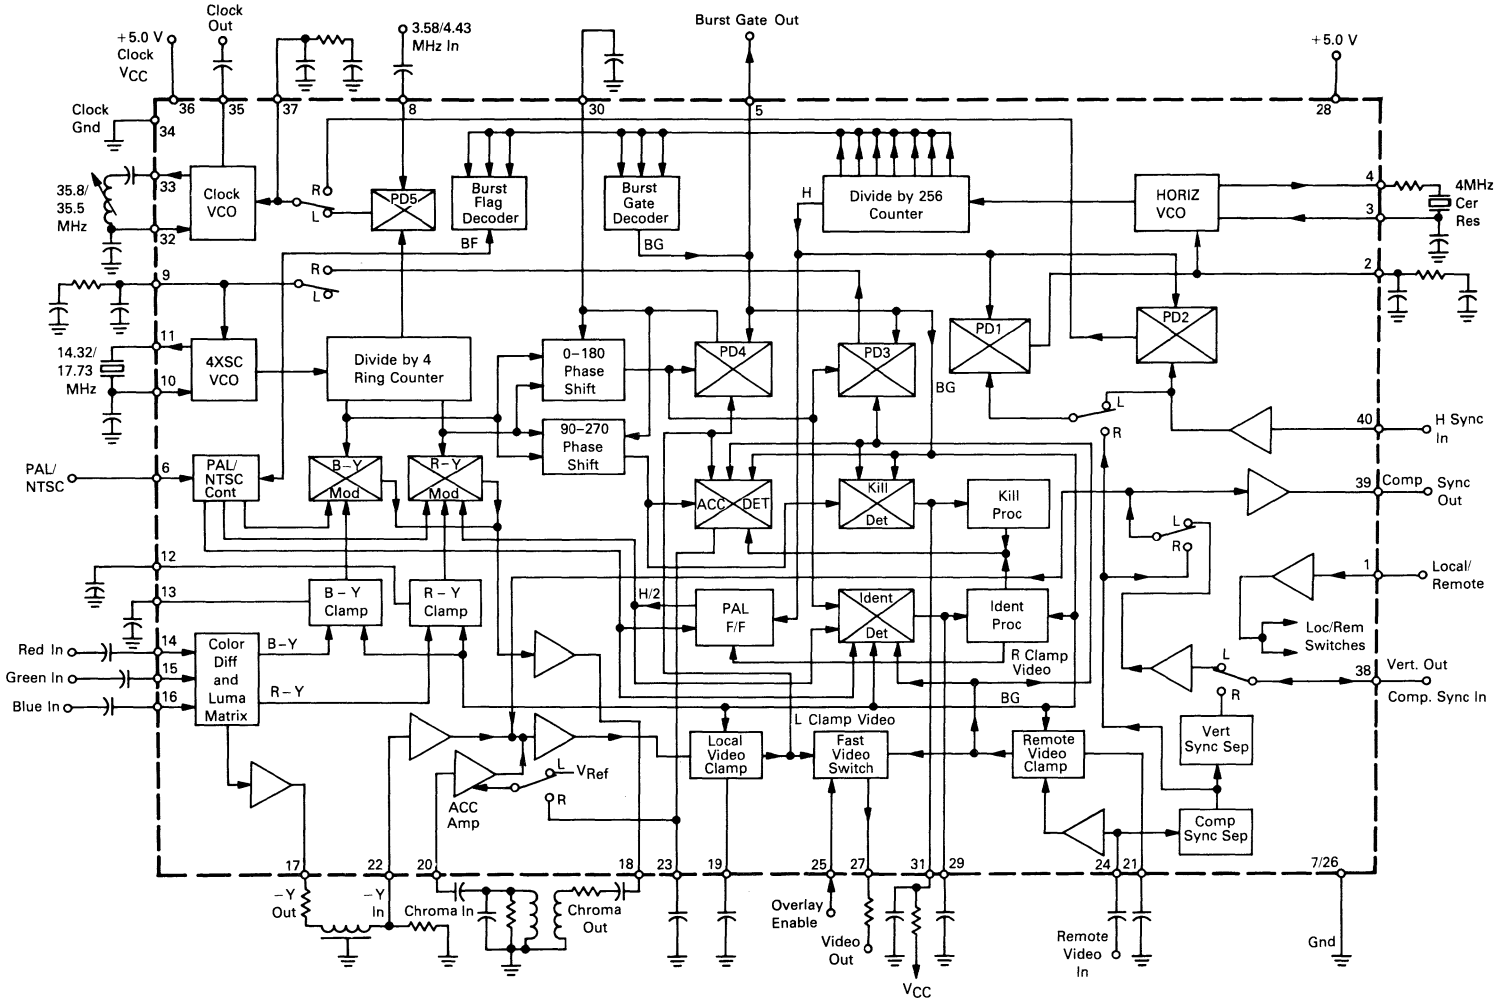 Clock
Out
+5.0 V
Clock
VCC
3.58/4.43
MHz In
Burst Gate Out
+5.0 V
36
35
37
8
30
5
28
Clock
Gnd
34
35.8/
35.5
MHz
33
32
Clock
VCO
R
L
PD5
Burst
Flag
Decoder
BF
Burst
Gate
Decoder
BG
H
Divide by 256
Counter
HORIZ
VCO
4
3
4MHz
Cer
Res
2
9
R
L
11
14.32/
17.73
MHz
10
4XSC
VCO
Divide by 4
Ring Counter
0–180
Phase
Shift
90–270
Phase
Shift
PD4
PD3
BG
PD1
PD2
L
R
40
H Sync
In
PAL/
NTSC
6
PAL/
NTSC
Cont
B–Y
Mod
R–Y
Mod
ACC
DET
Kill
Det
Kill
Proc
39
Comp
Sync
Out
L
R
12
13
B–Y
Clamp
R–Y
Clamp
H/2
PAL
F/F
Ident
Det
Ident
Proc
R Clamp
Video
1
Local/
Remote
Loc/Rem
Switches
Red In
14
Green In
15
Blue In
16
Color
Diff
and
Luma
Matrix
B–Y
R–Y
L
R
38
Vert. Out
Comp. Sync In
BG
L Clamp Video
Local
Video
Clamp
Fast
Video
Switch
Remote
Video
Clamp
Vert
Sync Sep
Comp
Sync Sep
ACC
Amp
L
VRef
R
17
22
20
18
23
19
25
27
31
29
24
21
7/26
–Y
Out
–Y
In
Chroma In
Chroma
Out
Overlay
Enable
Video
Out
VCC
Remote
Video
In
Gnd